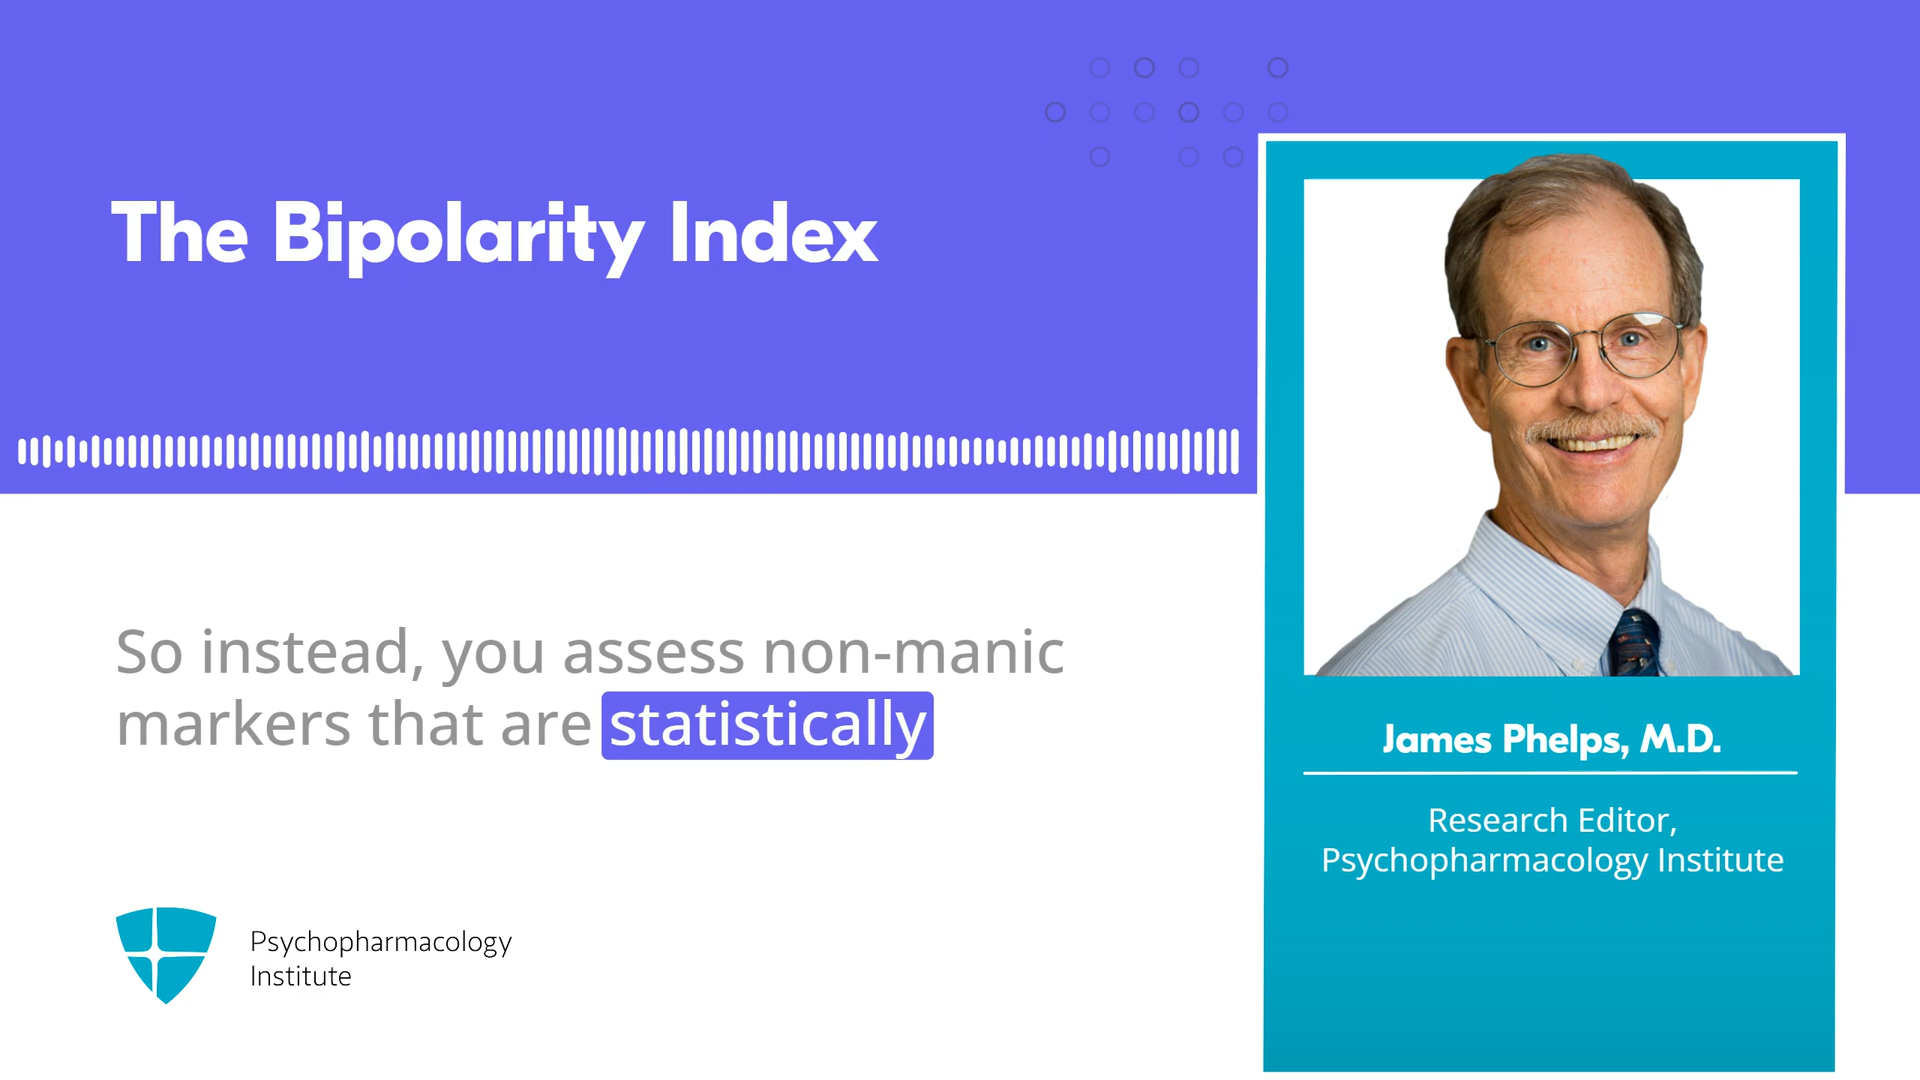 The Bipolarity Index
So instead, you assess non-manic
markers that are statistically
James Phelps, M.D.
Research Editor,
Psychopharmacology Institute
Psychopharmacology
Institute